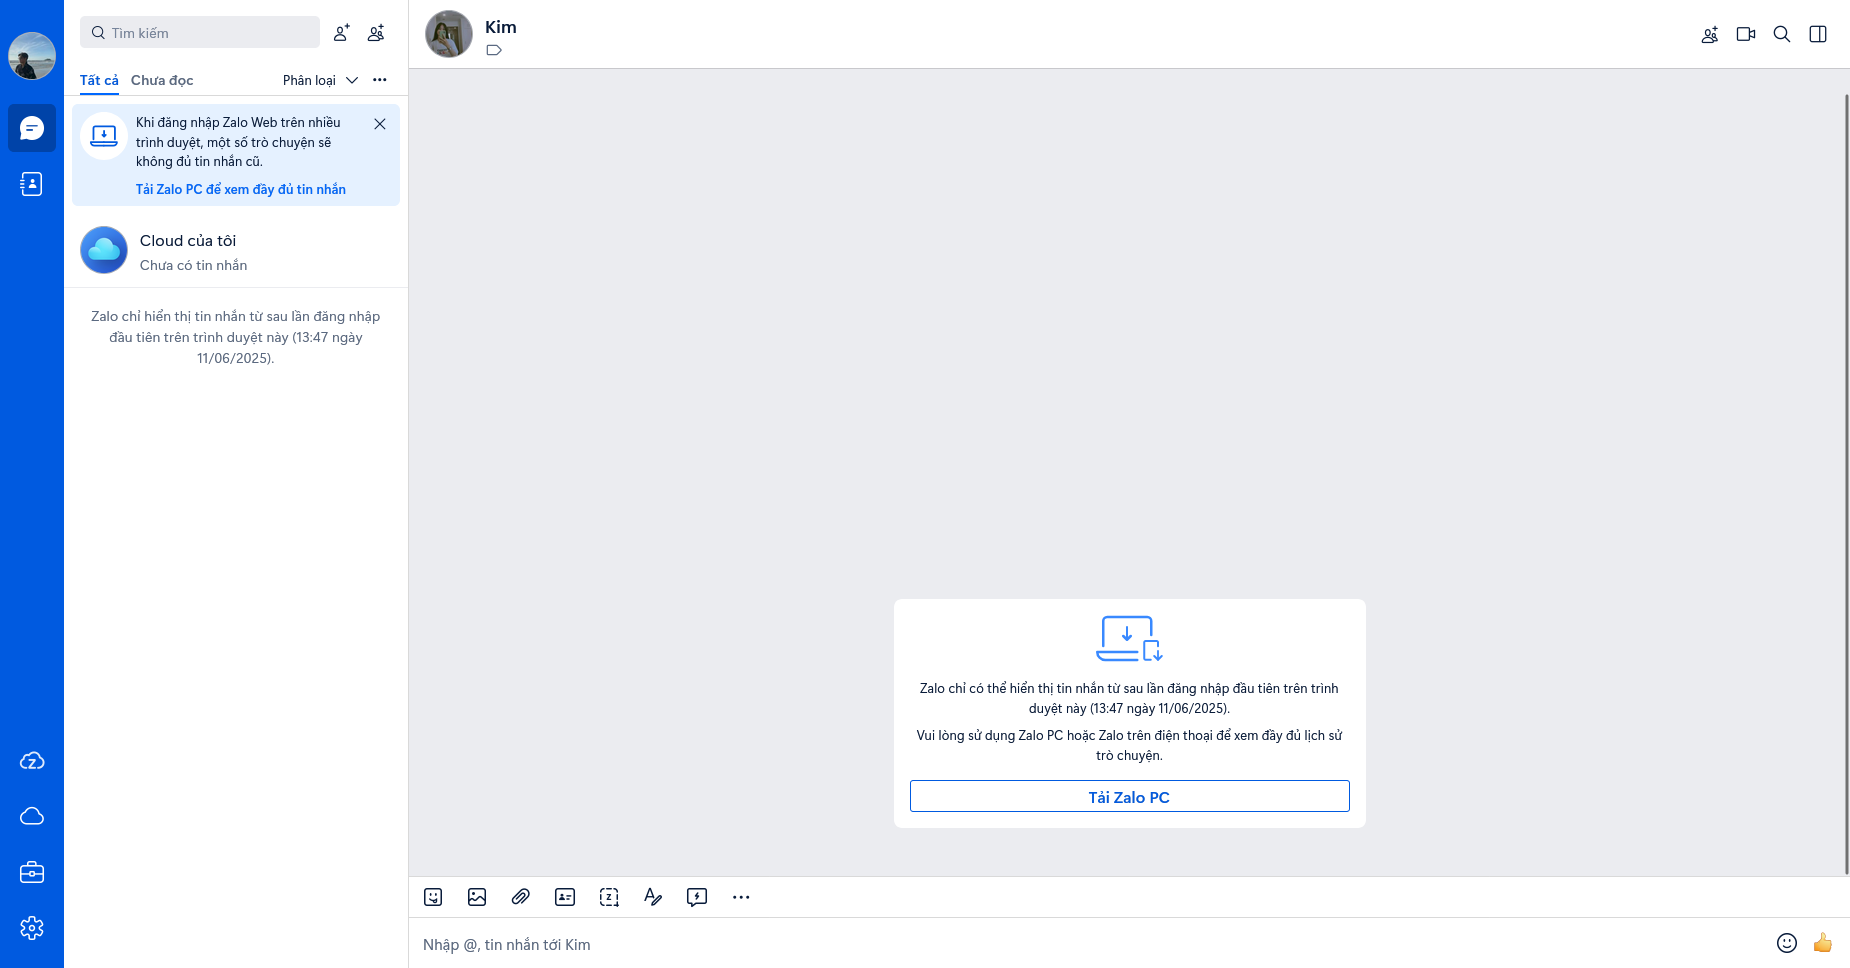 Tìm kiếm
Tất cả
Chưa đọc
Phân loại
Khi đăng nhập Zalo Web trên nhiều
trình duyệt, một số trò chuyện sẽ
không đủ tin nhắn cũ.
Tải Zalo PC để xem đầy đủ tin nhắn
Cloud của tôi
Chưa có tin nhắn
Zalo chỉ hiển thị tin nhắn từ sau lần đăng nhập
đầu tiên trên trình duyệt này (13:47 ngày
11/06/2025).
Kim
Zalo chỉ có thể hiển thị tin nhắn từ sau lần đăng nhập đầu tiên trên trình
duyệt này (13:47 ngày 11/06/2025).
Vui lòng sử dụng Zalo PC hoặc Zalo trên điện thoại để xem đầy đủ lịch sử
trò chuyện.
Tải Zalo PC
Nhập @, tin nhắn tới Kim